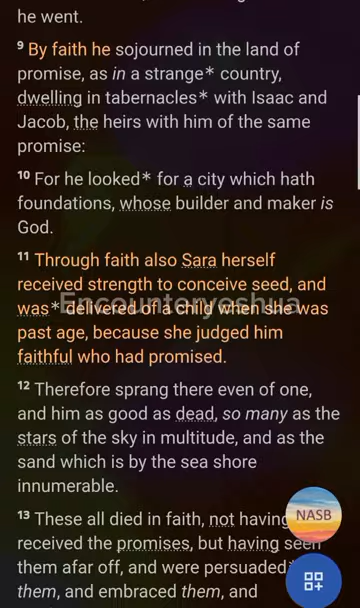 he went.
9 By faith he sojourned in the land of
promise, as in a strange* country,
dwelling in tabernacles* with Isaac and
Jacob, the heirs with him of the same
promise:
10 For he looked* for a city which hath
foundations, whose builder and maker is
God.
11 Through faith also Sara herself
received strength to conceive seed, and
was* delivered of a child when she was
Encounteryeshua
past age, because she judged him
faithful who had promised.
12 Therefore sprang there even of one,
and him as good as dead, so many as the
stars of the sky in multitude, and as the
sand which is by the sea shore
innumerable.
13 These all died in faith, not having
NASB
received the promises, but having seen
them afar off, and were persuaded*
them, and embraced them, and